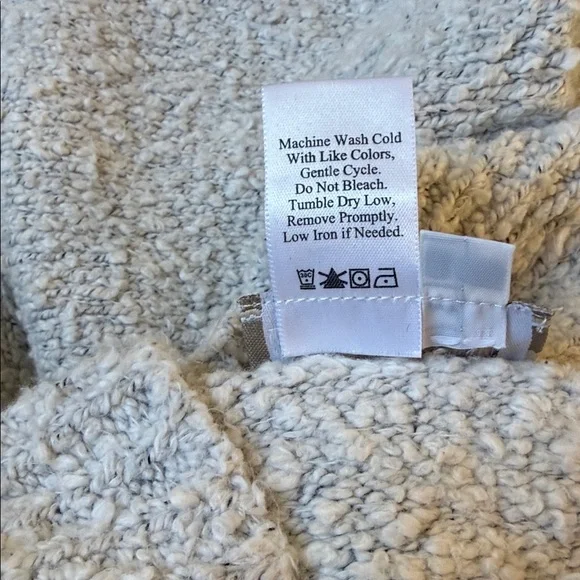 Machine Wash Cold
With Like Colors,
Gentle Cycle.
Do Not Bleach.
Tumble Dry Low,
Remove Promptly.
Low Iron if Needed.